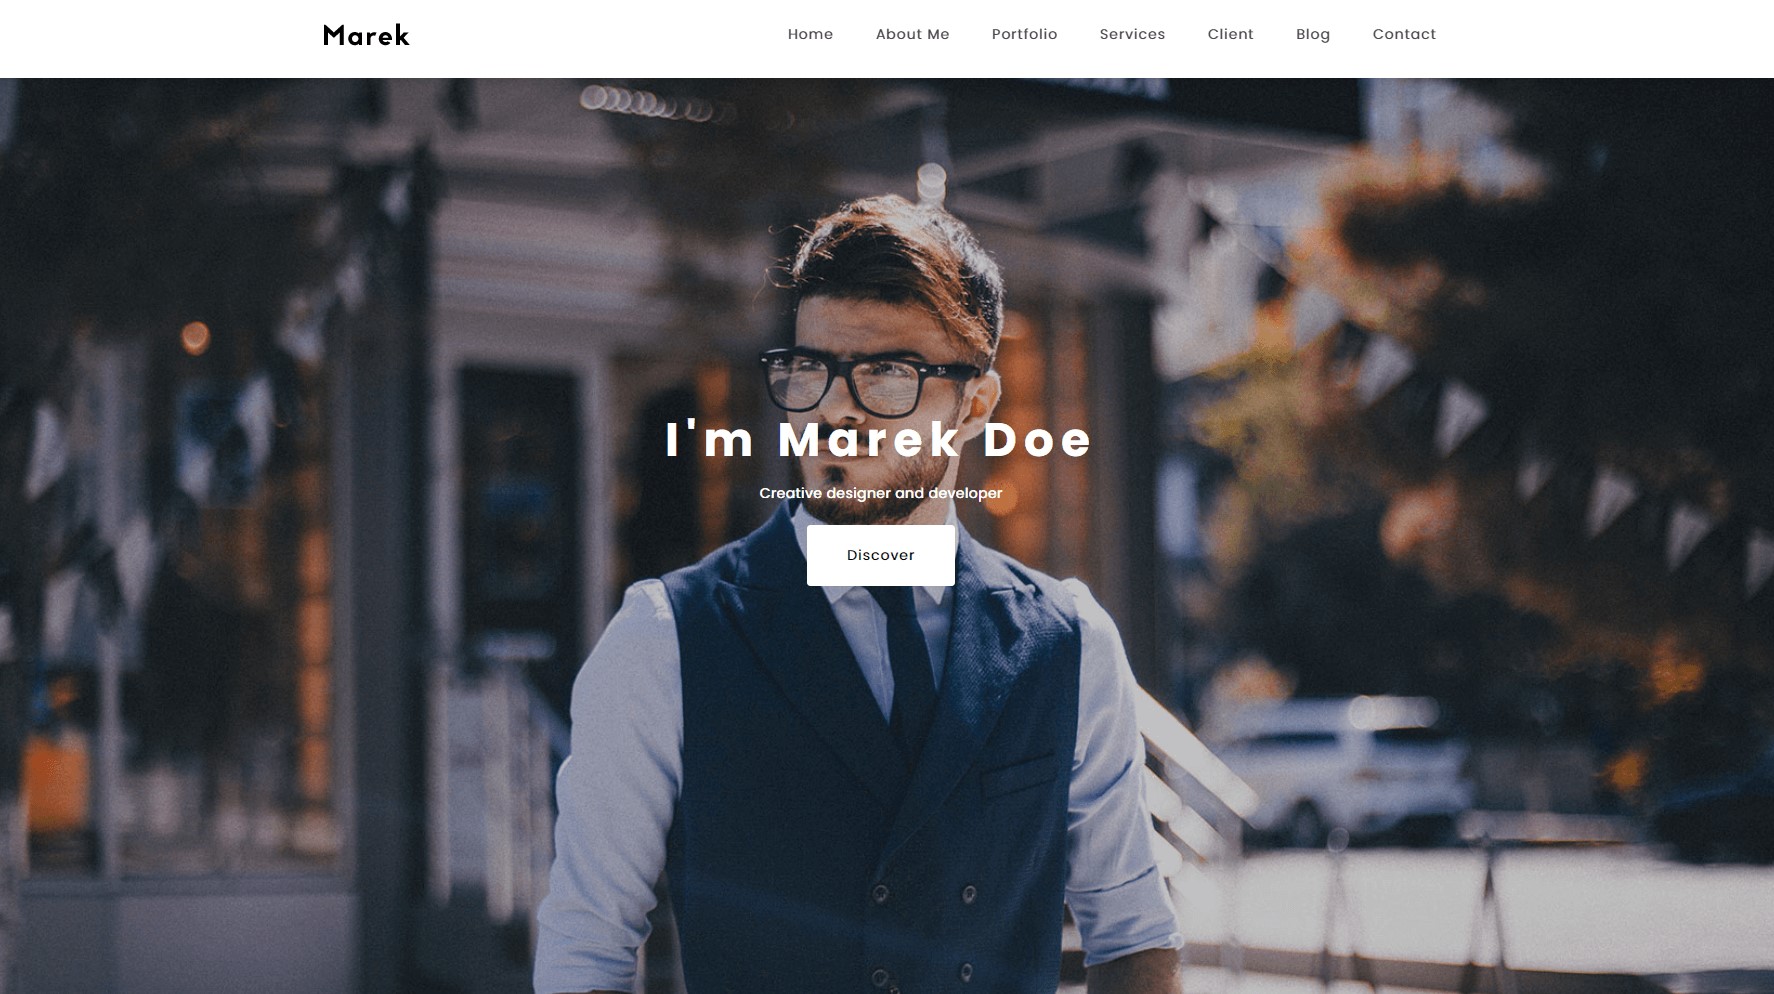 Marek
Home About Me Portfolio Services Client Blog Contact
I'm Marek Doe
Creative designer and developer
Discover